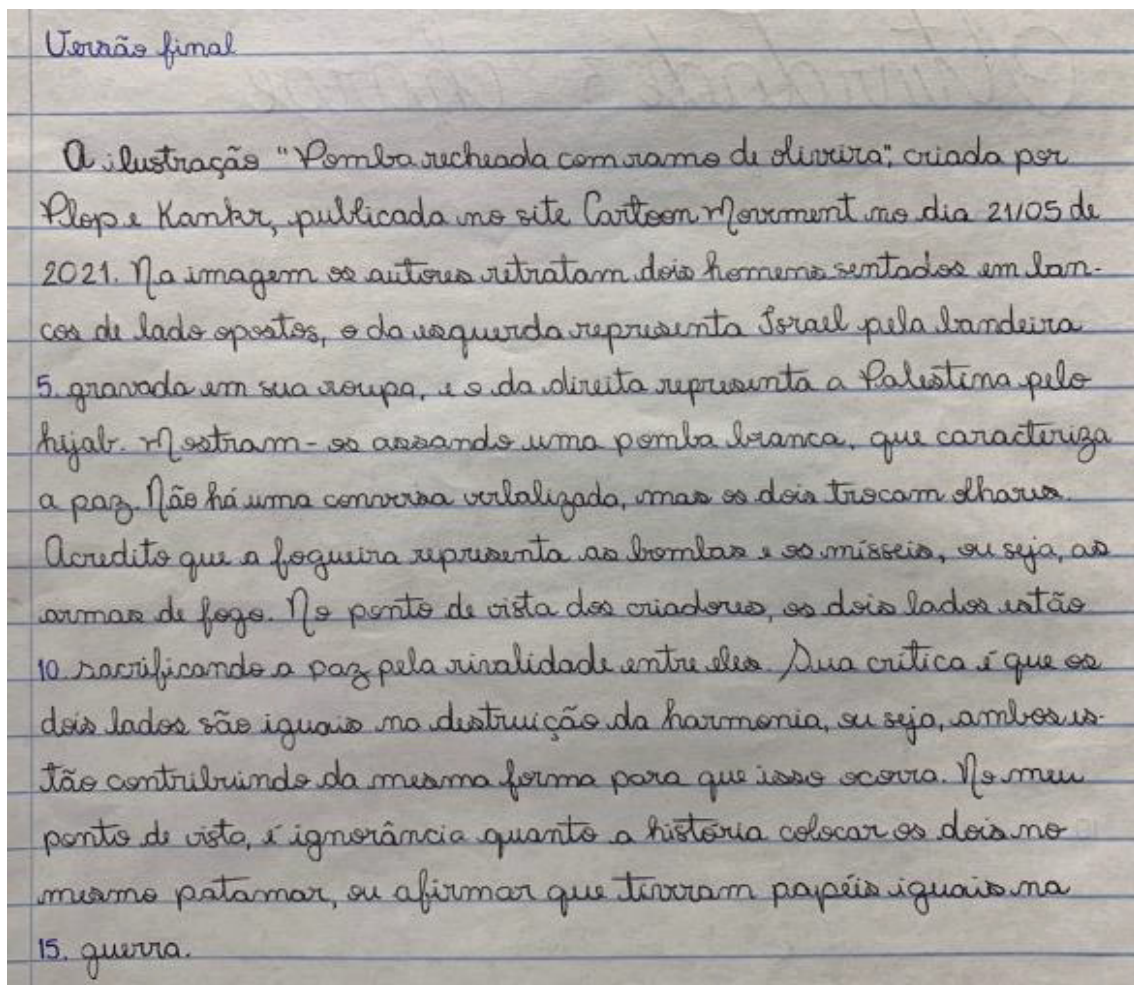 Versão final
A ilustração "Pomba recheada com ramo de oliveira", criada por
Plop e Kankr, publicada no site Cartoon Movement no dia 21/05 de
2021. Na imagem os autores retratam dois homens sentados em ban-
cos de lado opostos, o da esquerda representa Israel pela bandeira
5. gravada em sua roupa, e o da direita representa a Palestina pelo
hijab. Mostram-os assando uma pomba branca, que caracteriza
a paz. Não há uma conversa verbalizada, mas os dois trocam olhares.
Acredito que a fogueira representa as bombas e os mísseis, ou seja, as
armas de fogo. No ponto de vista dos criadores, os dois lados estão
10. sacrificando a paz pela rivalidade entre eles. Sua crítica é que os
dois lados são iguais na destruição da harmonia, ou seja, ambos es-
tão contribuindo da mesma forma para que isso ocorra. No meu
ponto de vista, é ignorância quanto a história colocar os dois no
mesmo patamar, ou afirmar que tiveram papéis iguais na
15. guerra.